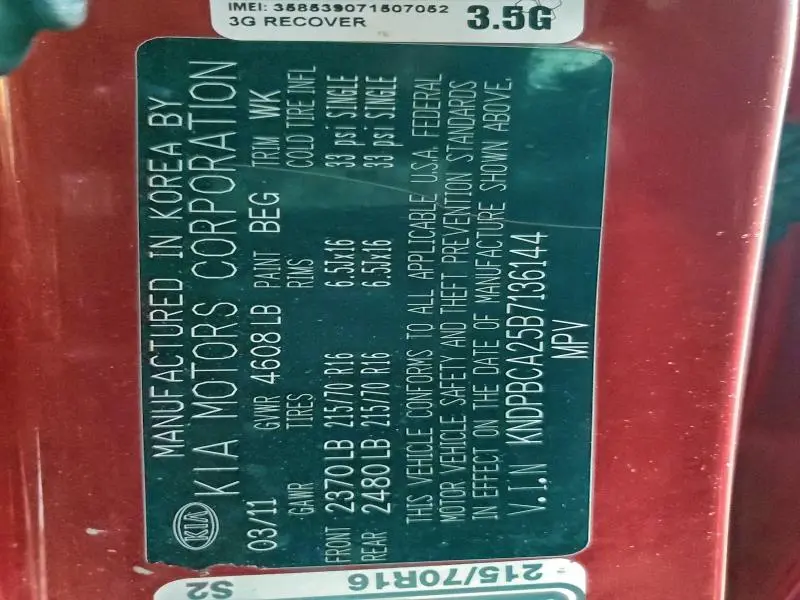 IMEI: 358539071507052
3G RECOVER
3.5G
MANUFACTURED IN KOREA BY
KIA KIA MOTORS CORPORATION
03/11 GVWR 4608 LB PAINT BEG TRIM WK
GAWR TIRES RIMS COLD TIRE INFL
FRONT 2370 LB 215/70 R16 6.5Jx16 33 psi SINGLE
REAR 2480 LB 215/70 R16 6.5Jx16 33 psi SINGLE
THIS VEHICLE CONFORMS TO ALL APPLICABLE U.S.A. FEDERAL
MOTOR VEHICLE SAFETY AND THEFT PREVENTION STANDARDS
IN EFFECT ON THE DATE OF MANUFACTURE SHOWN ABOVE.
V.I.N KNDPBCA25B7136144
MPV
215/70R16
S2